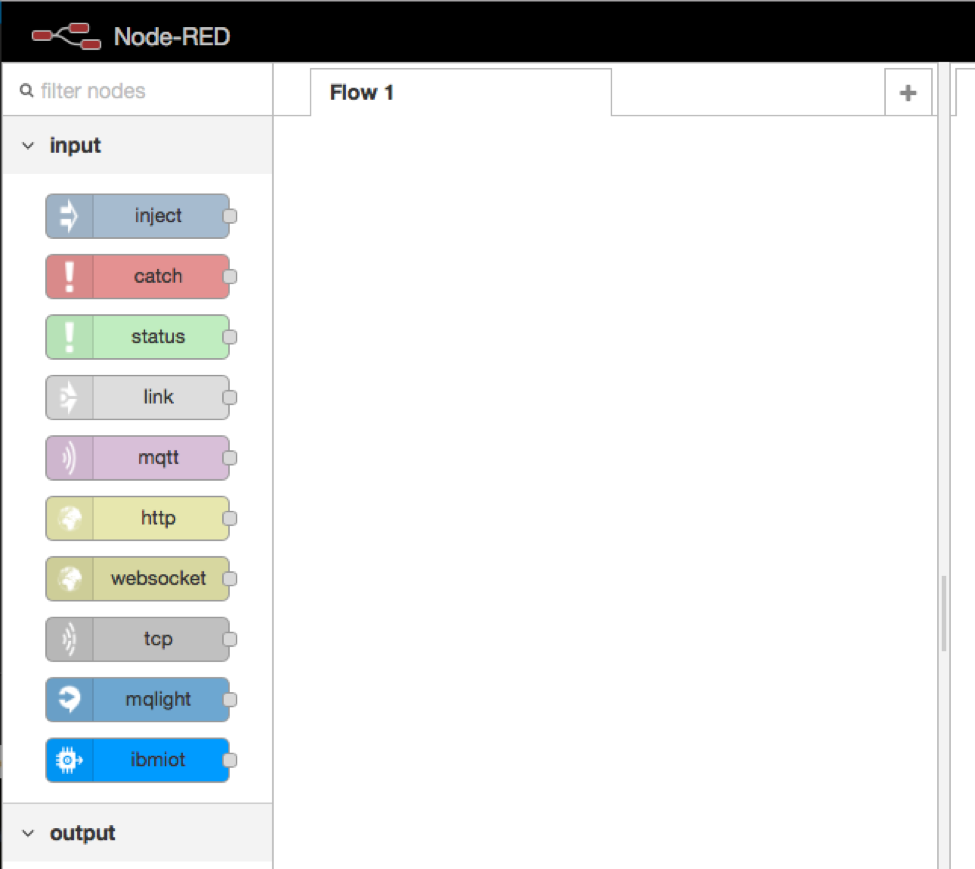 Node-RED
filter nodes
Flow 1
+
input
inject
catch
status
link
mqtt
http
websocket
tcp
mqlight
ibmiot
output